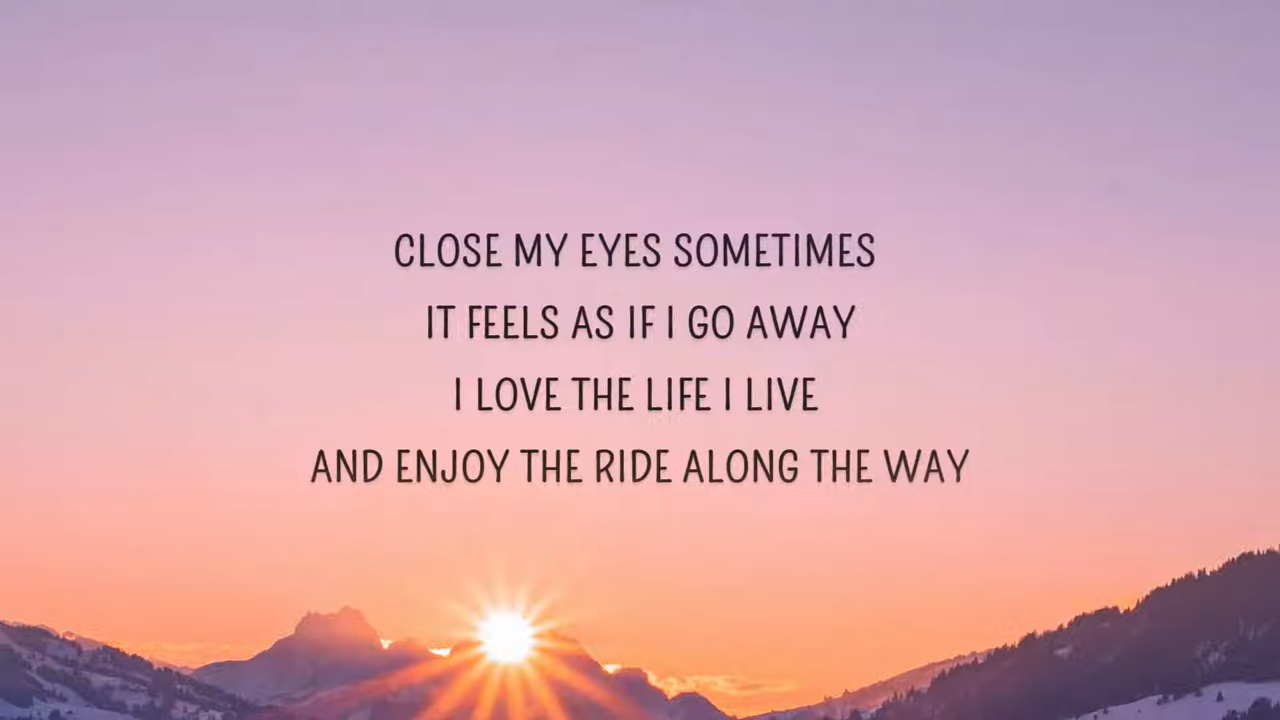 CLOSE MY EYES SOMETIMES
IT FEELS AS IF I GO AWAY
I LOVE THE LIFE I LIVE
AND ENJOY THE RIDE ALONG THE WAY